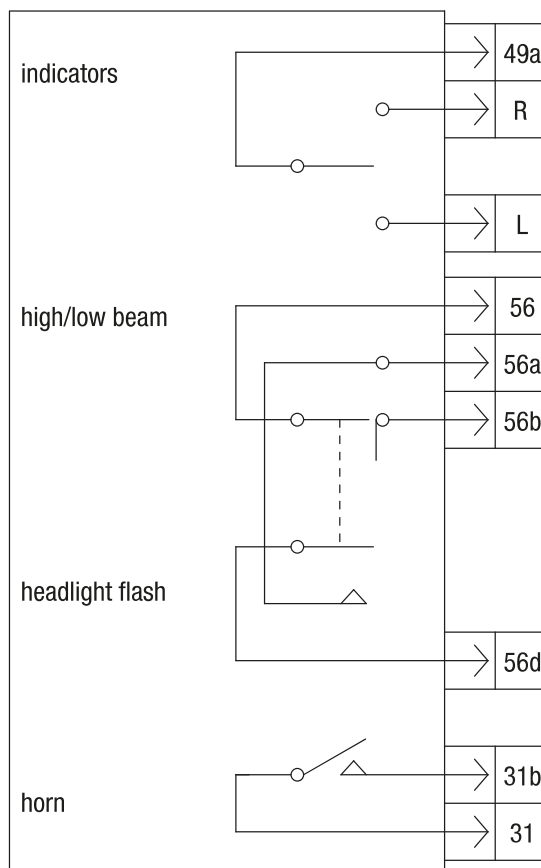 indicators
49a
R
L
high/low beam
56
56a
56b
headlight flash
56d
horn
31b
31